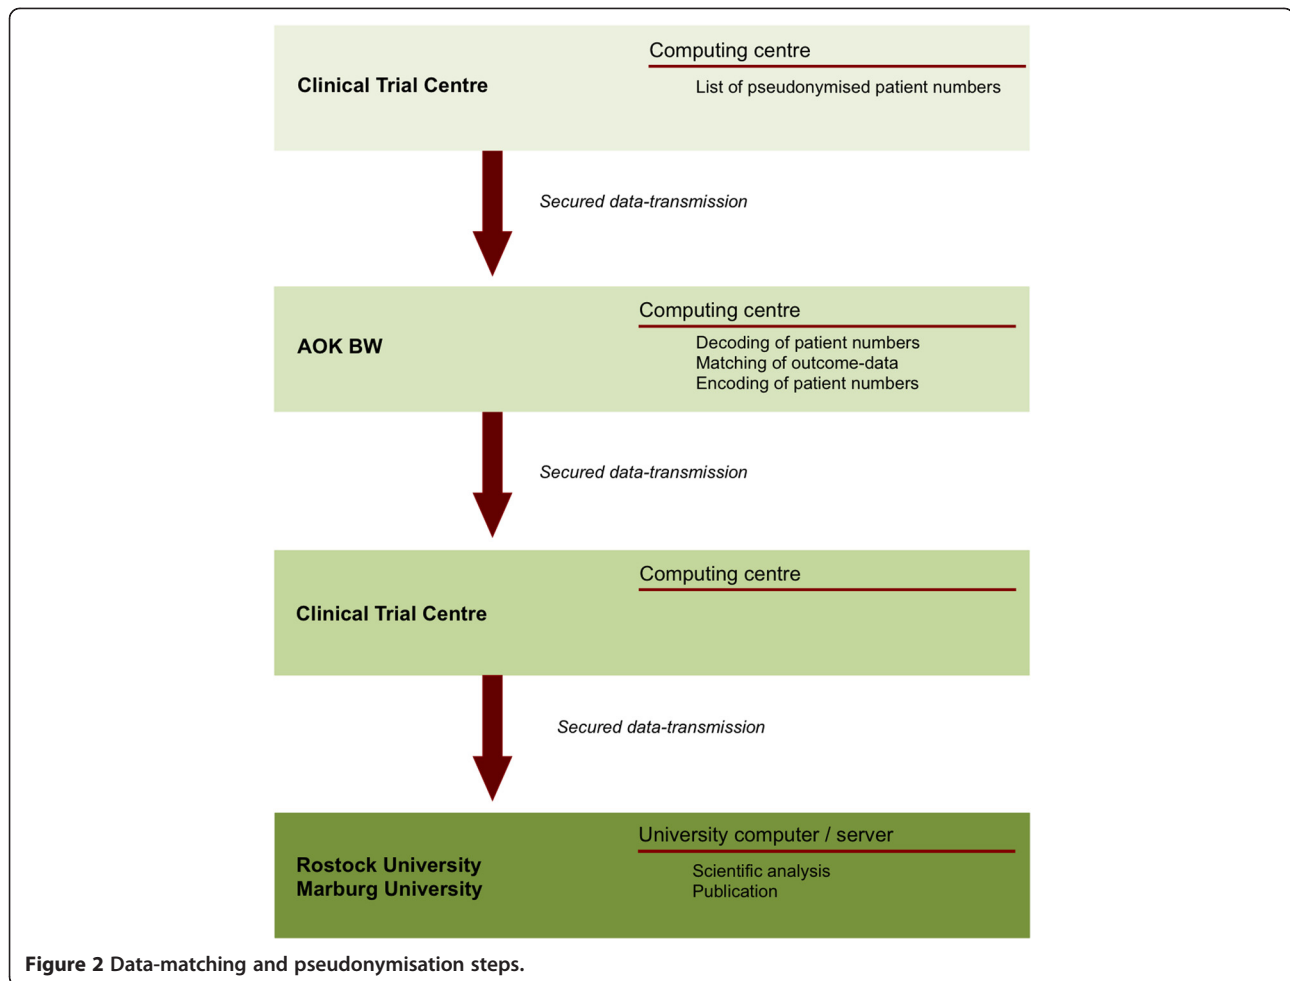 Computing centre
Clinical Trial Centre
List of pseudonymised patient numbers
Secured data-transmission
Computing centre
AOK BW
Decoding of patient numbers
Matching of outcome-data
Encoding of patient numbers
Secured data-transmission
Computing centre
Clinical Trial Centre
Secured data-transmission
University computer / server
Rostock University
Marburg University
Scientific analysis
Publication
Figure 2 Data-matching and pseudonymisation steps.